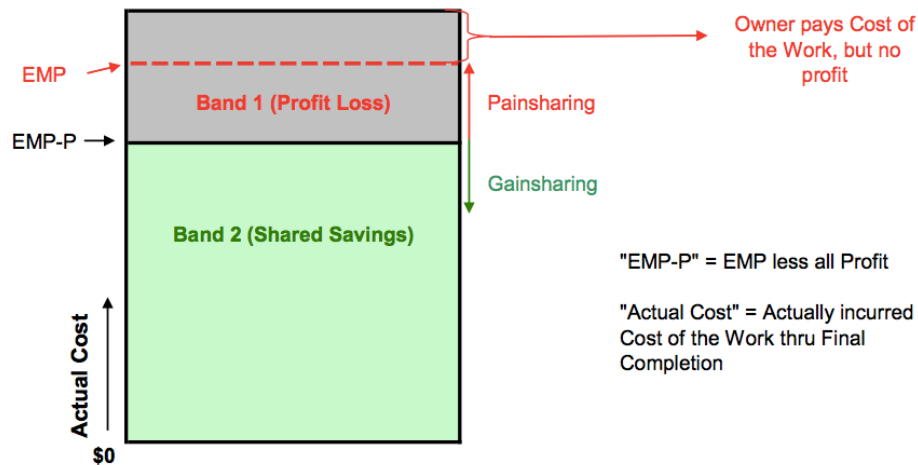 Owner pays Cost of
the Work, but no
profit
EMP
Band 1 (Profit Loss)
Painsharing
EMP-P
Gainsharing
Band 2 (Shared Savings)
"EMP-P" = EMP less all Profit
"Actual Cost" = Actually incurred
Cost of the Work thru Final
Completion
Actual Cost
$0